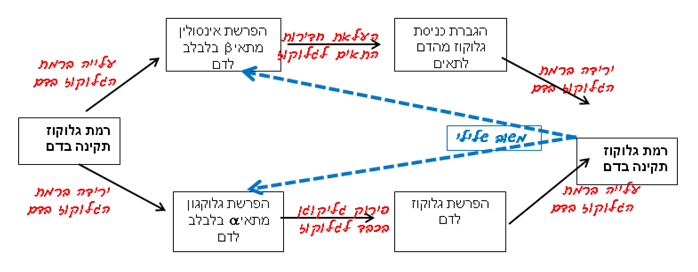 עלייה ברמת
הגלוקוז בדם
הפרשת אינסולין
מתאי β בלבלב
לדם
העלאת חדירות
התאים לגלוקוז
הגברת כניסת
גלוקוז מהדם
לתאים
ירידה ברמת
הגלוקוז בדם
רמת גלוקוז
תקינה בדם
משוב שלילי
רמת גלוקוז
תקינה בדם
ירידה ברמת
הגלוקוז בדם
הפרשת גלוקגון
מתאי α בלבלב
לדם
פירוק גליקוגן
בכבד לגלוקוז
הפרשת גלוקוז
לדם
עלייה ברמת
הגלוקוז בדם